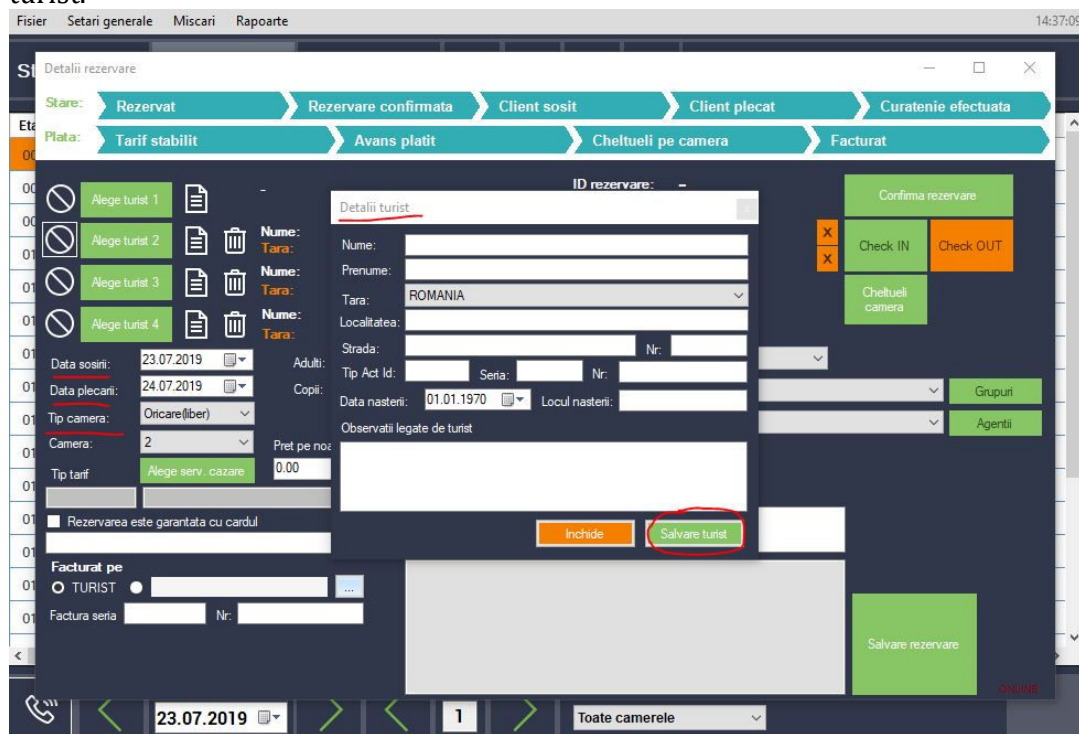 turist.
Fisier Setari generale Miscari Rapoarte 14:37:09
Detalii rezervare
Stare: Rezervat Rezervare confirmata Client sosit Client plecat Curatenie efectuata
Plata: Tarif stabilit Avans platit Cheltueli pe camera Facturat
ID rezervare: -
Alege turist 1 -
Alege turist 2 Nume:
Tara:
Alege turist 3 Nume:
Tara:
Alege turist 4 Nume:
Tara:
Data sosirii: 23.07.2019 Adulti:
Data plecarii: 24.07.2019 Copii:
Tip camera: Oricare(liber)
Camera: 2 Pret pe noa
Tip tarif Alege serv. cazare 0.00
Rezervarea este garantata cu cardul
Facturat pe
TURIST ...
Factura seria Nr:
Detalii turist x
Nume:
Prenume:
Tara: ROMANIA
Localitatea:
Strada: Nr:
Tip Act Id: Seria: Nr:
Data nasterii: 01.01.1970 Locul nasterii:
Observatii legate de turist
Inchide Salvare turist
Confirma rezervare
X
X
Check IN Check OUT
Cheltueli
camera
Grupuri
Agentii
Salvare rezervare
ONLINE
23.07.2019 1 Toate camerele